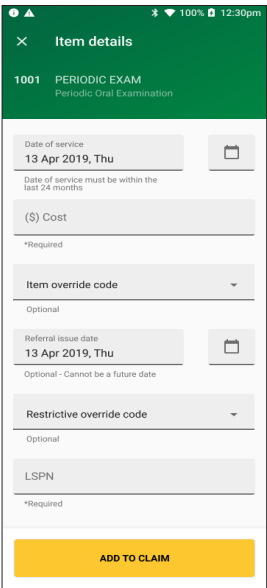 100% 12:30pm
Item details
1001 PERIODIC EXAM
Periodic Oral Examination
Date of service
13 Apr 2019, Thu
Date of service must be within the
last 24 months
($) Cost
*Required
Item override code
Optional
Referral issue date
13 Apr 2019, Thu
Optional - Cannot be a future date
Restrictive override code
Optional
LSPN
*Required
ADD TO CLAIM